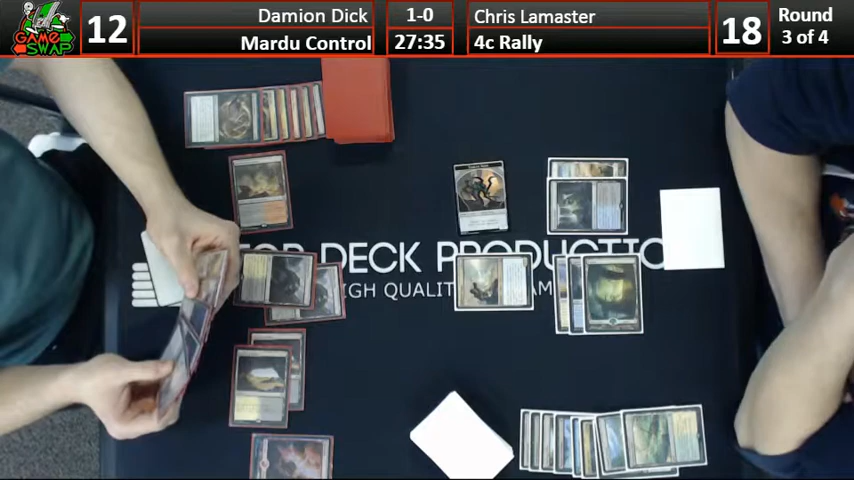 GAME
SWAP
12
Damion Dick
Mardu Control
1-0
27:35
Chris Lamaster
4c Rally
18
Round
3 of 4
TOP DECK PRODUCTIO
HIGH QUALIT